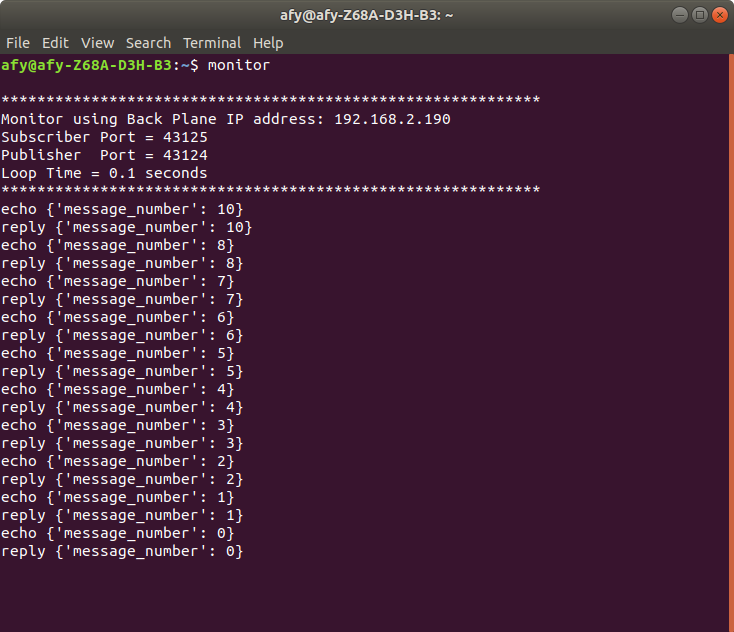 afy@afy-Z68A-D3H-B3: ~
File Edit View Search Terminal Help
afy@afy-Z68A-D3H-B3:~$ monitor
************************************************************
Monitor using Back Plane IP address: 192.168.2.190
Subscriber Port = 43125
Publisher  Port = 43124
Loop Time = 0.1 seconds
************************************************************
echo {'message_number': 10}
reply {'message_number': 10}
echo {'message_number': 8}
reply {'message_number': 8}
echo {'message_number': 7}
reply {'message_number': 7}
echo {'message_number': 6}
reply {'message_number': 6}
echo {'message_number': 5}
reply {'message_number': 5}
echo {'message_number': 4}
reply {'message_number': 4}
echo {'message_number': 3}
reply {'message_number': 3}
echo {'message_number': 2}
reply {'message_number': 2}
echo {'message_number': 1}
reply {'message_number': 1}
echo {'message_number': 0}
reply {'message_number': 0}